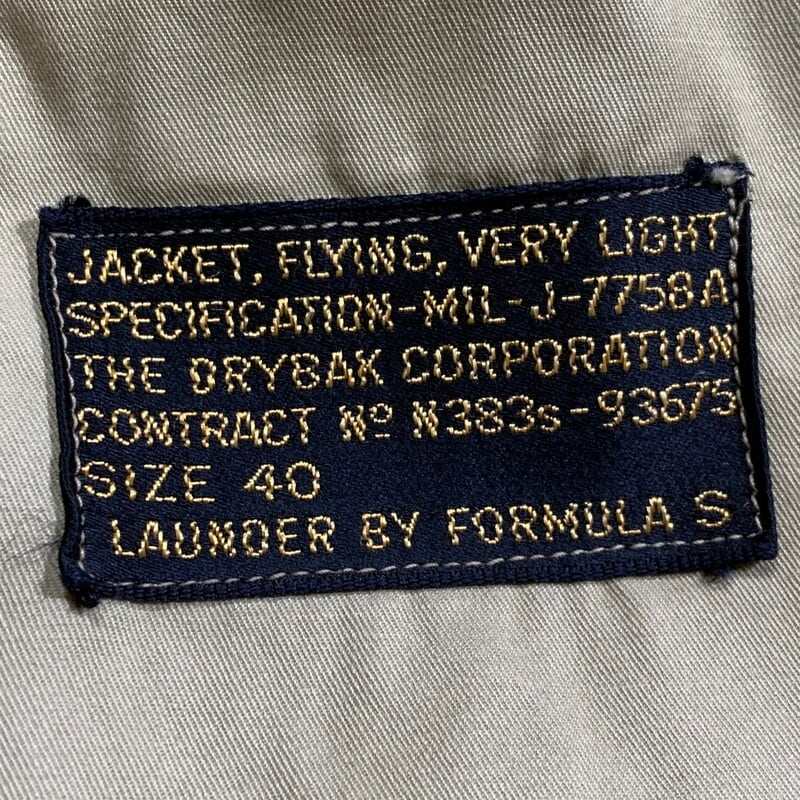 JACKET, FLYING, VERY LIGHT
SPECIFICATION-MIL-J-7758A
THE DRYBAK CORPORATION
CONTRACT Nº N383s-93675
SIZE 40
LAUNDER BY FORMULA S